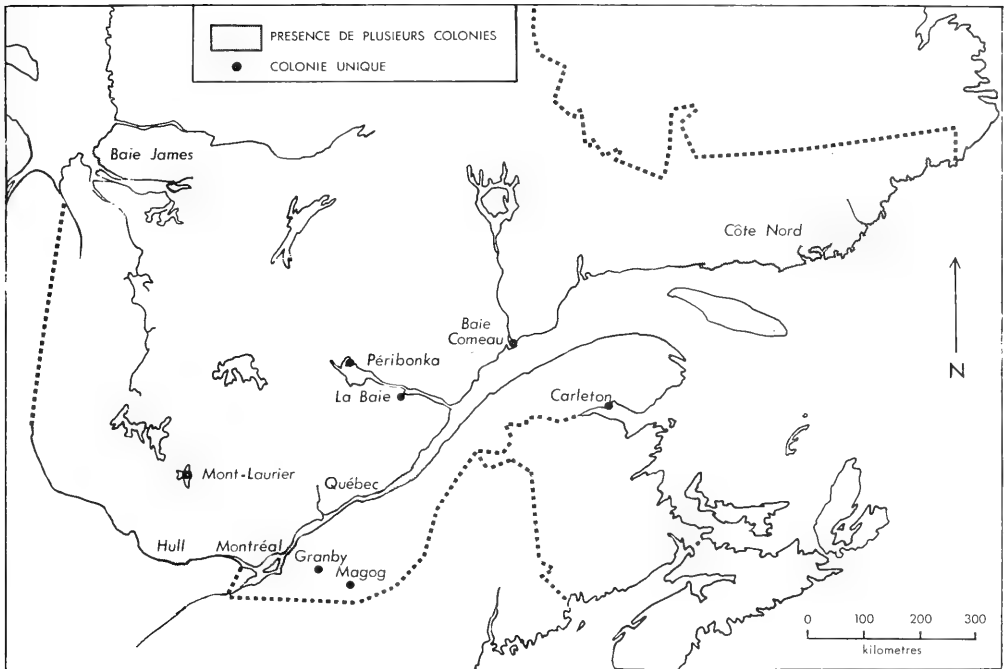 PRESENCE DE PLUSIEURS COLONIES
COLONIE UNIQUE
Baie James
Côte Nord
Baie
Comeau
N
Péribonka
La Baie
Carleton
Mont-Laurier
Québec
Hull
Montréal
Granby
Magog
0 100 200 300
kilometres